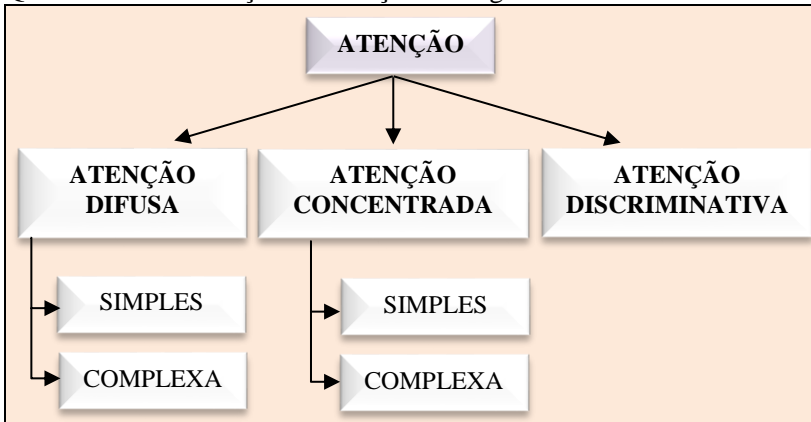 ATENÇÃO
ATENÇÃO
DIFUSA
ATENÇÃO
CONCENTRADA
ATENÇÃO
DISCRIMINATIVA
SIMPLES
COMPLEXA
SIMPLES
COMPLEXA